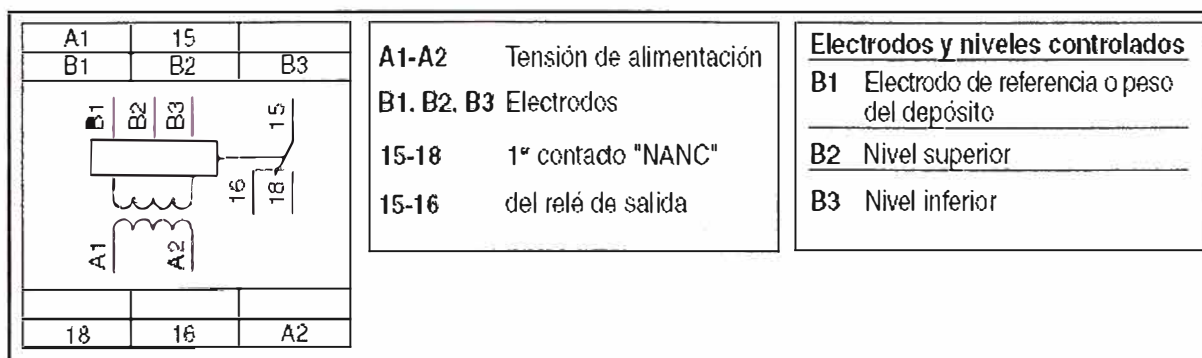 A1 15
B1 B2 B3
B1 B2 B3 15
16 18
A1 A2
18 16 A2
A1-A2 Tensión de alimentación
B1. B2. B3 Electrodos
15-18 1er contacto "NANC"
15-16 del relé de salida
Electrodos y niveles controlados
B1 Electrodo de referencia o peso
del depósito
B2 Nivel superior
B3 Nivel inferior